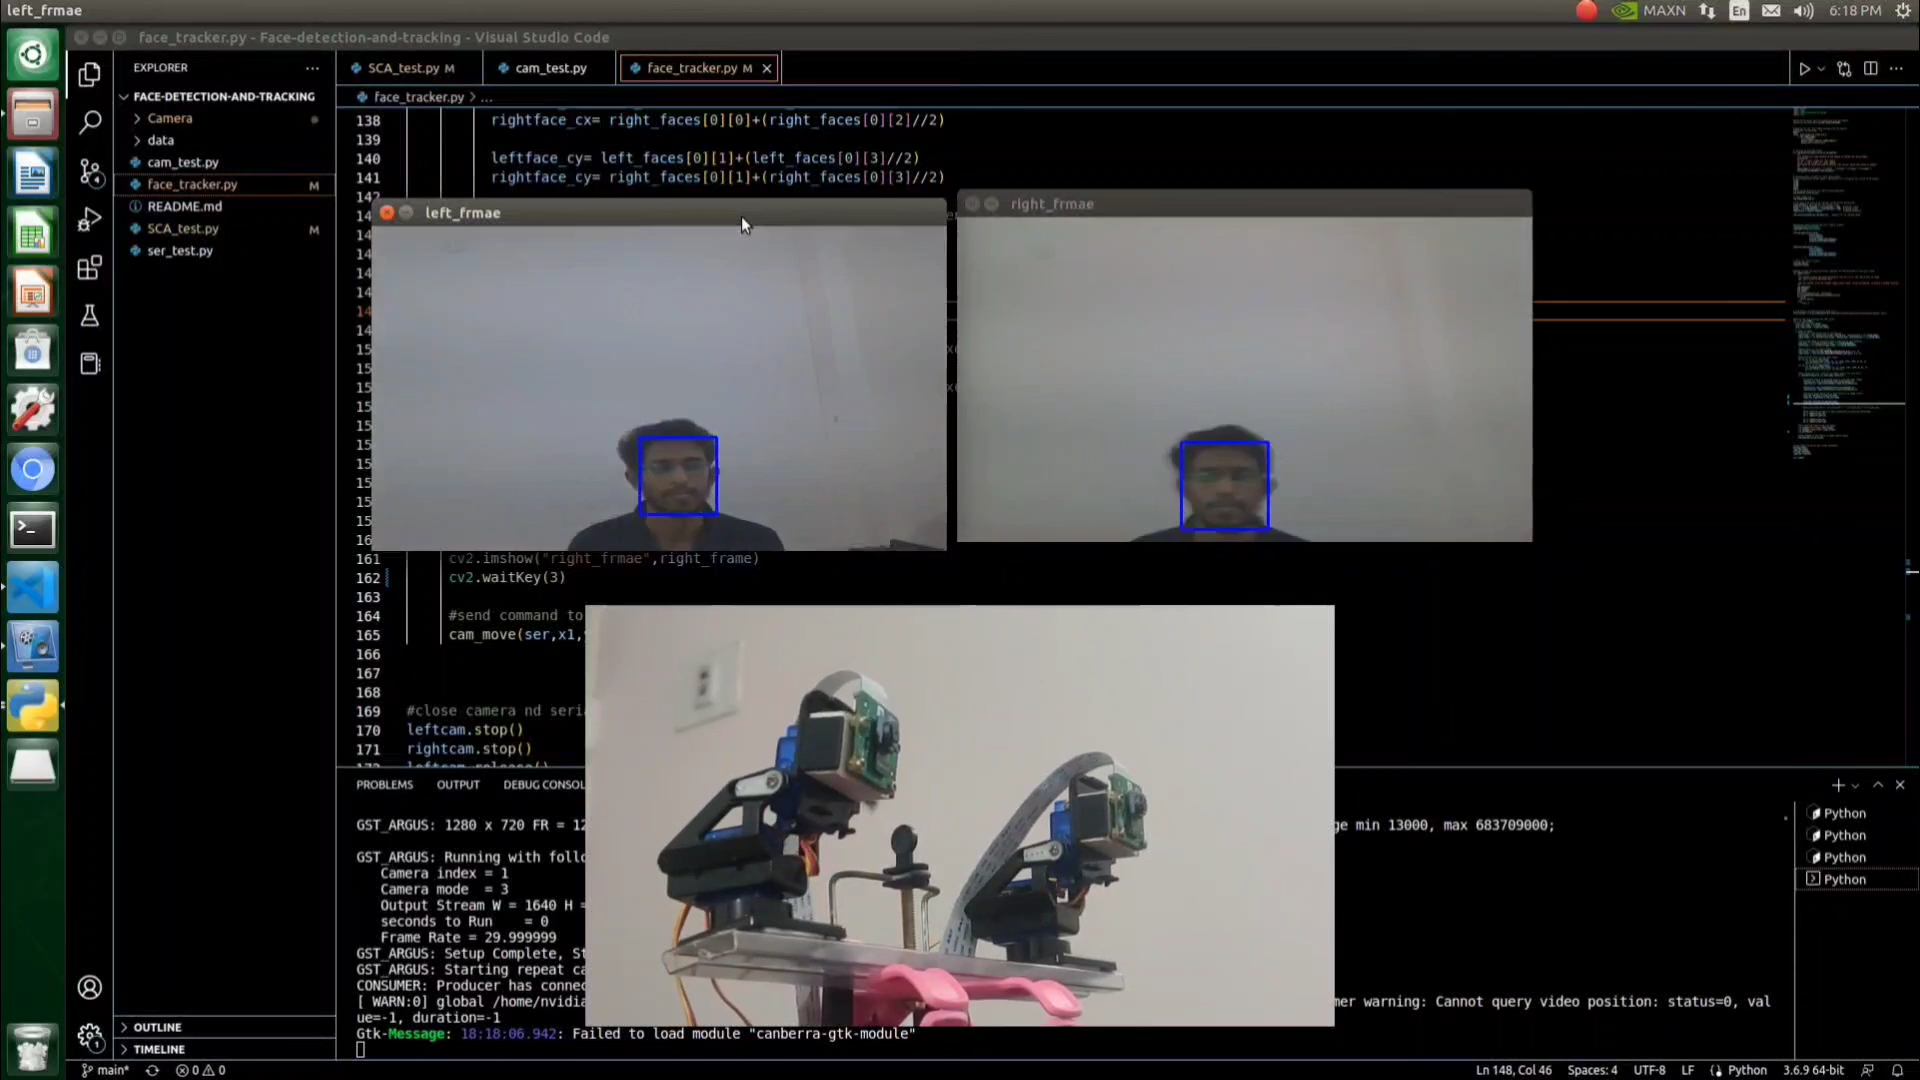 left_frmae
MAXN
En
6:18 PM
face_tracker.py - Face-detection-and-tracking - Visual Studio Code
EXPLORER
SCA_test.py M
cam_test.py
face_tracker.py M
FACE-DETECTION-AND-TRACKING
Camera
data
cam_test.py
face_tracker.py M
README.md
SCA_test.py M
ser_test.py
4
face_tracker.py > ...
138 rightface_cx= right_faces[0][0]+(right_faces[0][2]//2)
139
140 leftface_cy= left_faces[0][1]+(left_faces[0][3]//2)
141 rightface_cy= right_faces[0][1]+(right_faces[0][3]//2)
left_frmae
right_frmae
161 cv2.imshow("right_frmae",right_frame)
162 cv2.waitKey(3)
163
164 #send command to
165 cam_move(ser,x1,
166
167
168
169 #close camera nd seri
170 leftcam.stop()
171 rightcam.stop()
PROBLEMS OUTPUT DEBUG CONSOL
GST_ARGUS: 1280 x 720 FR = 12
ge min 13000, max 683709000;
GST_ARGUS: Running with follo
Camera index = 1
Camera mode = 3
Output Stream W = 1640 H =
seconds to Run = 0
Frame Rate = 29.999999
GST_ARGUS: Setup Complete, St
GST_ARGUS: Starting repeat ca
CONSUMER: Producer has connec
[ WARN:0] global /home/nvidia
mer warning: Cannot query video position: status=0, val
ue=-1, duration=-1
Gtk-Message: 18:18:06.942: Failed to load module "canberra-gtk-module"
Python
Python
Python
Python
OUTLINE
TIMELINE
1
main*
0 0
Ln 148, Col 46
Spaces: 4
UTF-8
LF
Python
3.6.9 64-bit